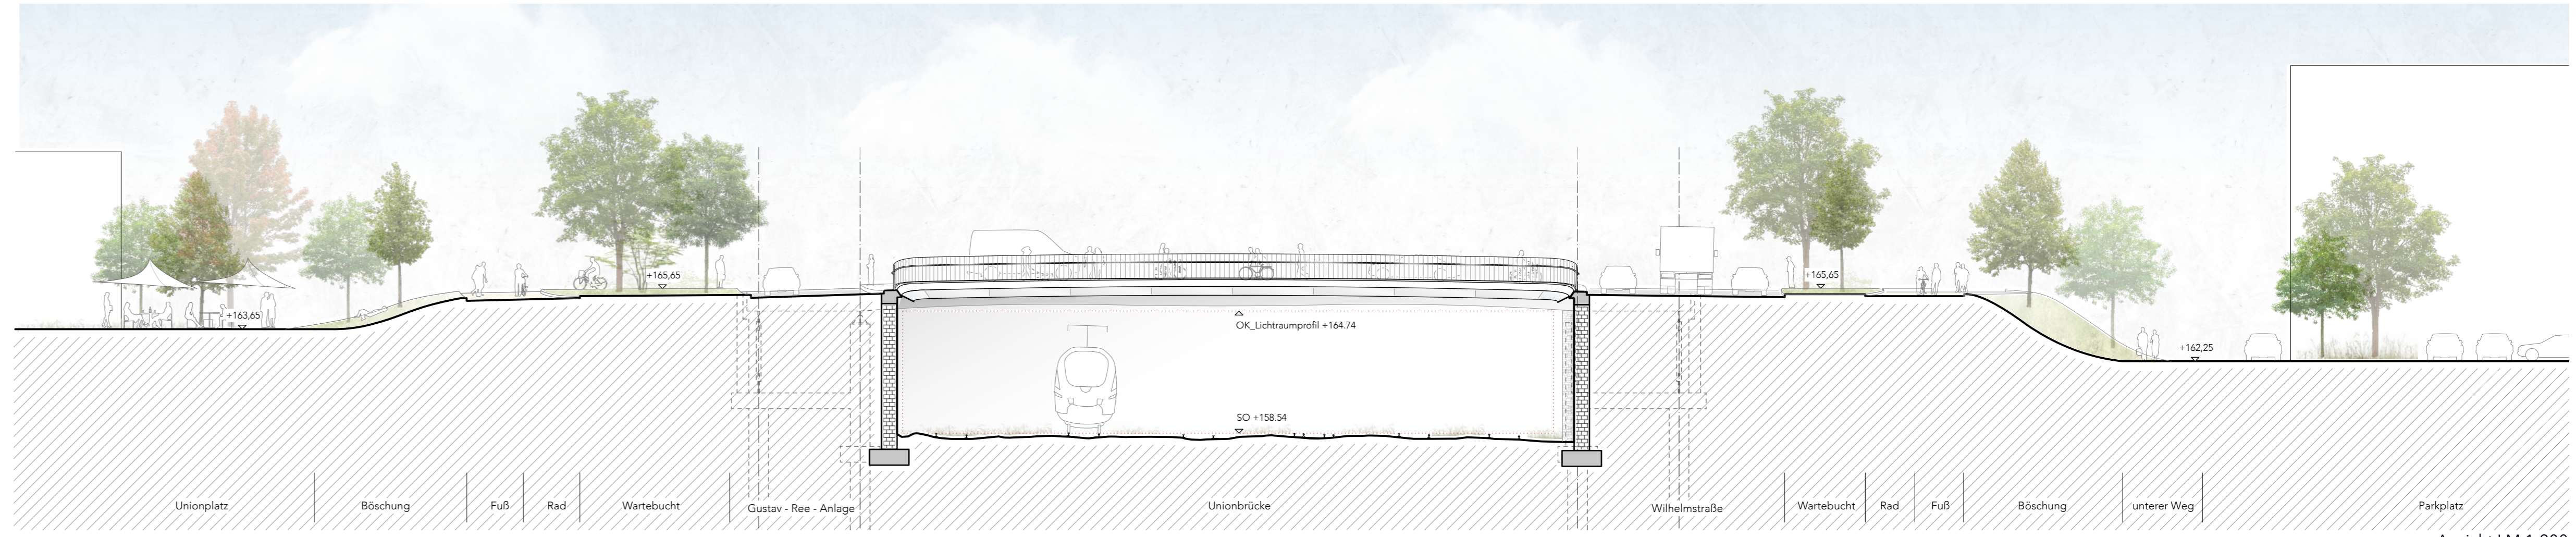 +165,65
+165,65
+163,65
OK_Lichtraumprofil +164.74
+162,25
SO +158.54
Unionplatz
Böschung
Fuß
Rad
Wartebucht
Gustav - Ree - Anlage
Unionbrücke
Wilhelmstraße
Wartebucht
Rad
Fuß
Böschung
unterer Weg
Parkplatz